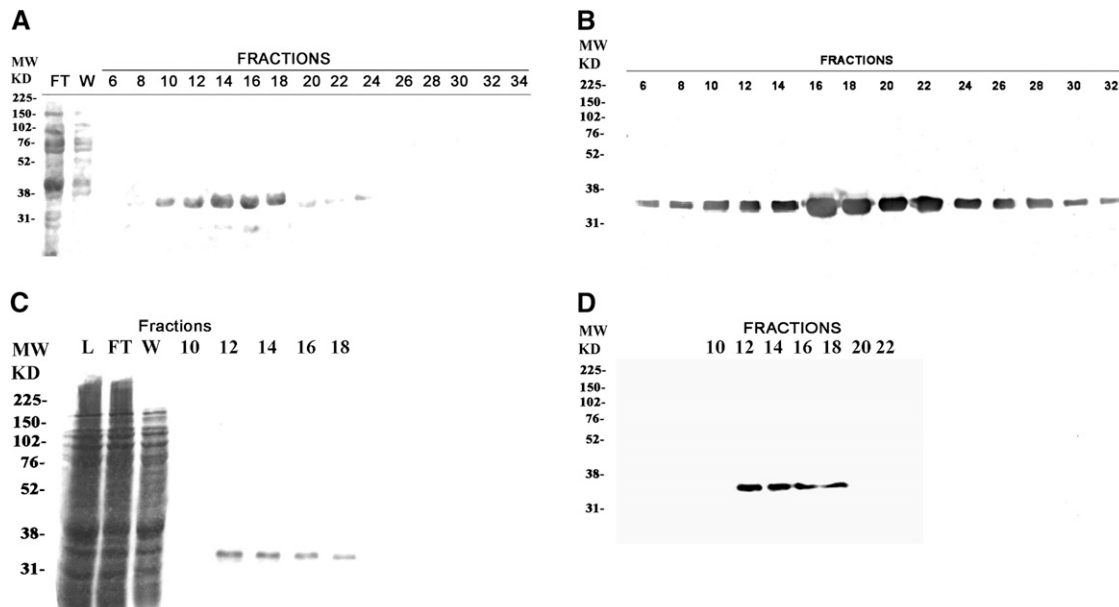 A
MW
KD
FRACTIONS
FT W 6 8 10 12 14 16 18 20 22 24 26 28 30 32 34
225-
150-
102-
76-
52-
38-
31-
B
MW
KD
FRACTIONS
6 8 10 12 14 16 18 20 22 24 26 28 30 32
225-
150-
102-
76-
52-
38-
31-
C
Fractions
MW
KD
L FT W 10 12 14 16 18
225-
150-
102-
76-
52-
38-
31-
D
MW
KD
FRACTIONS
10 12 14 16 18 20 22
225-
150-
102-
76-
52-
38-
31-